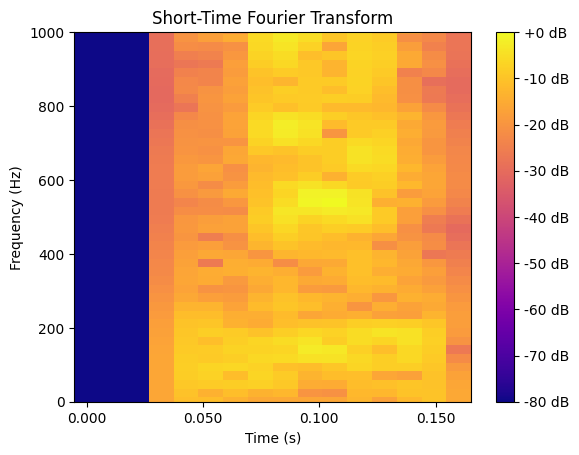 Short-Time Fourier Transform
1000
800
600
400
200
0
Frequency (Hz)
0.000
0.050
0.100
0.150
Time (s)
+0 dB
-10 dB
-20 dB
-30 dB
-40 dB
-50 dB
-60 dB
-70 dB
-80 dB